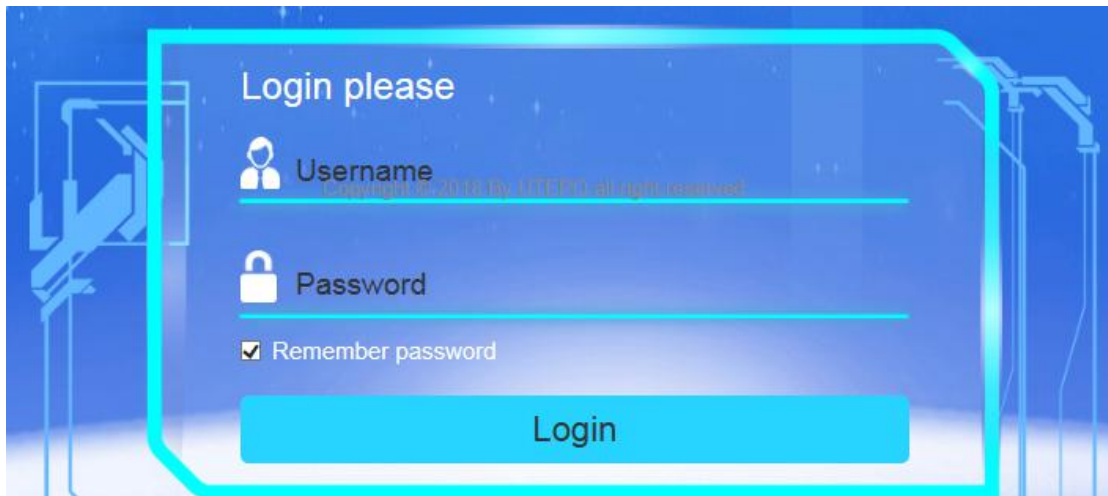 Login please
Username
Copyright © 2018 By UTEPO all right reserved
Password
Remember password
Login